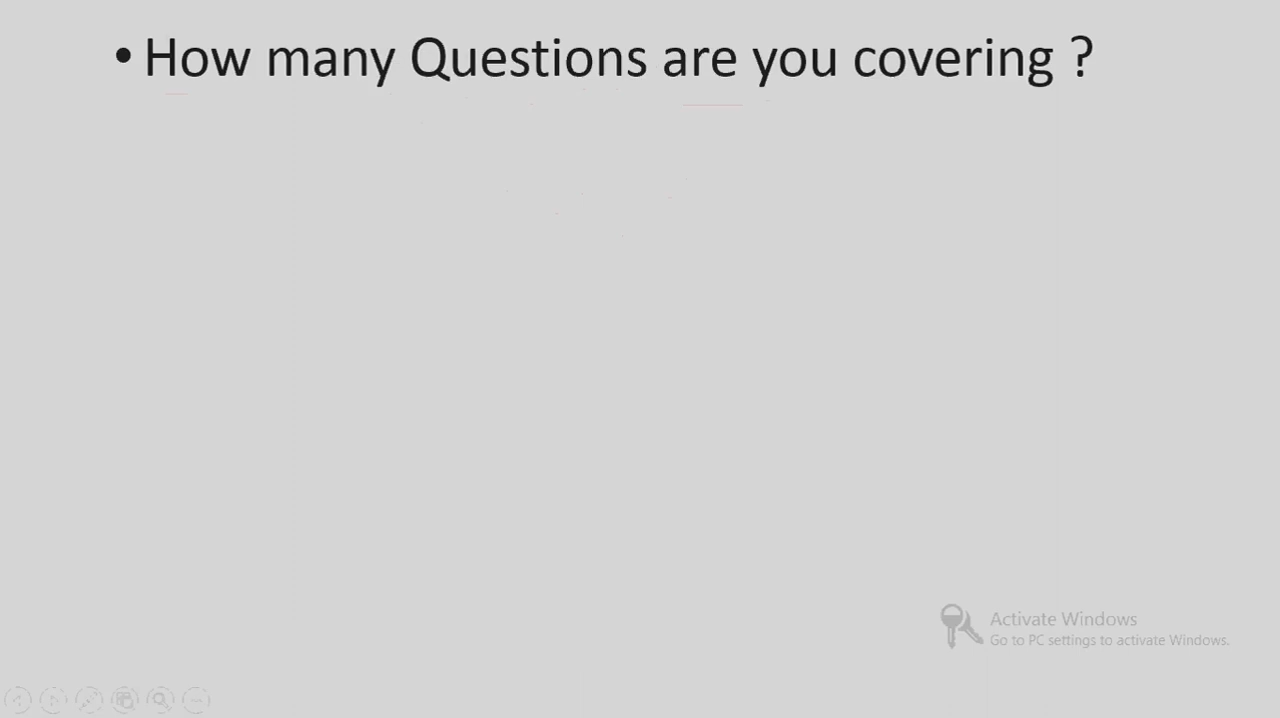 • How many Questions are you covering ?
Activate Windows
Go to PC settings to activate Windows.